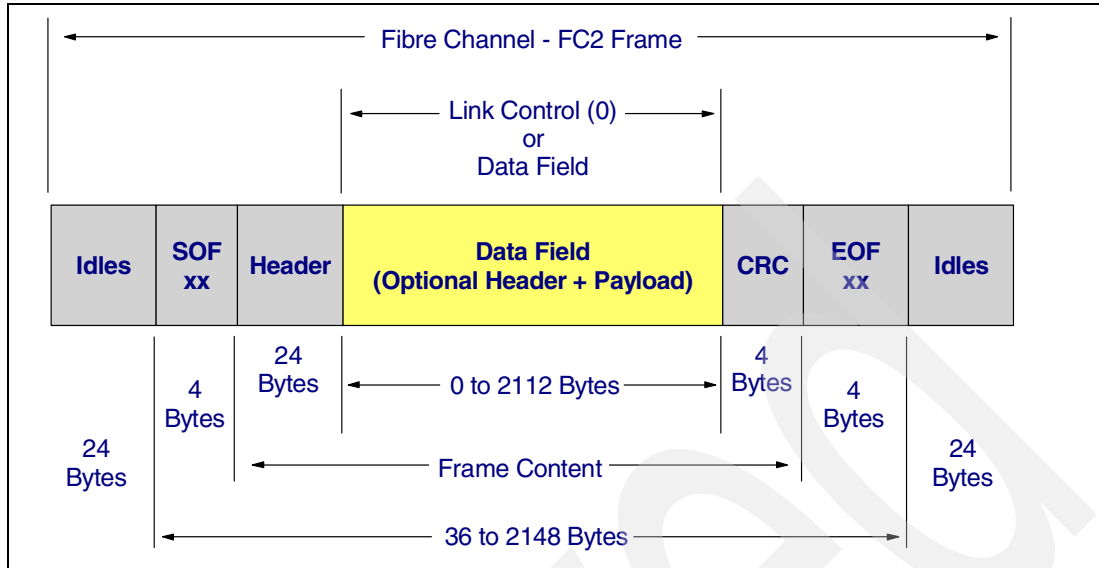 Fibre Channel - FC2 Frame
Link Control (0)
or
Data Field
Idles
SOF
xx
Header
Data Field
(Optional Header + Payload)
CRC
EOF
xx
Idles
24
Bytes
4
Bytes
24
Bytes
0 to 2112 Bytes
4
Bytes
4
Bytes
24
Bytes
Frame Content
36 to 2148 Bytes